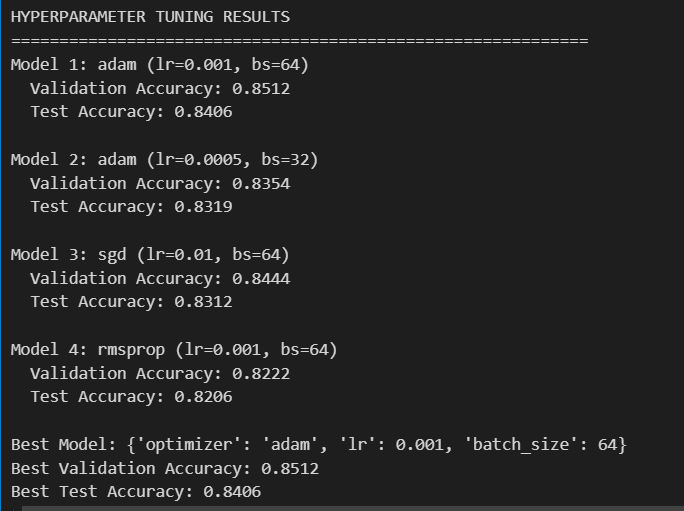 HYPERPARAMETER TUNING RESULTS
============================================================
Model 1: adam (lr=0.001, bs=64)
  Validation Accuracy: 0.8512
  Test Accuracy: 0.8406

Model 2: adam (lr=0.0005, bs=32)
  Validation Accuracy: 0.8354
  Test Accuracy: 0.8319

Model 3: sgd (lr=0.01, bs=64)
  Validation Accuracy: 0.8444
  Test Accuracy: 0.8312

Model 4: rmsprop (lr=0.001, bs=64)
  Validation Accuracy: 0.8222
  Test Accuracy: 0.8206

Best Model: {'optimizer': 'adam', 'lr': 0.001, 'batch_size': 64}
Best Validation Accuracy: 0.8512
Best Test Accuracy: 0.8406